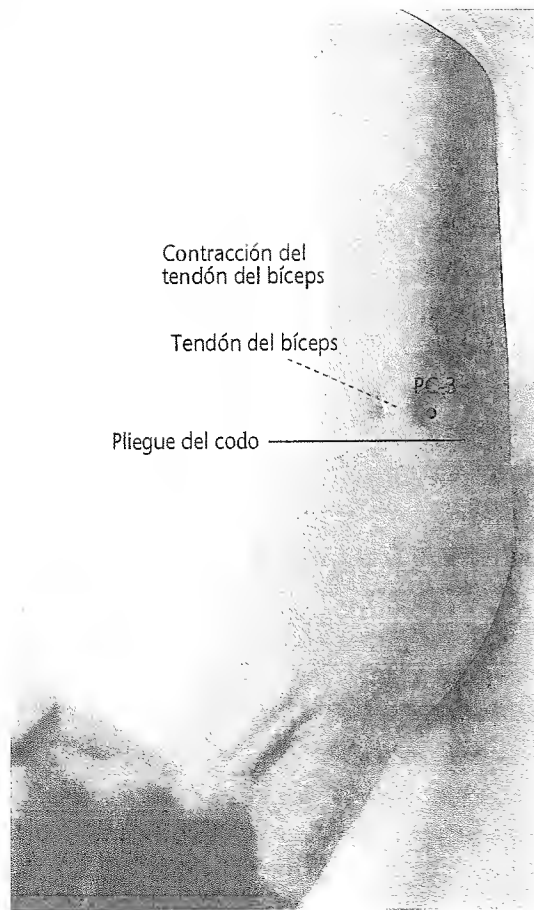 Contracción del
tendón del bíceps
Tendón del bíceps
PC-3
Pliegue del codo